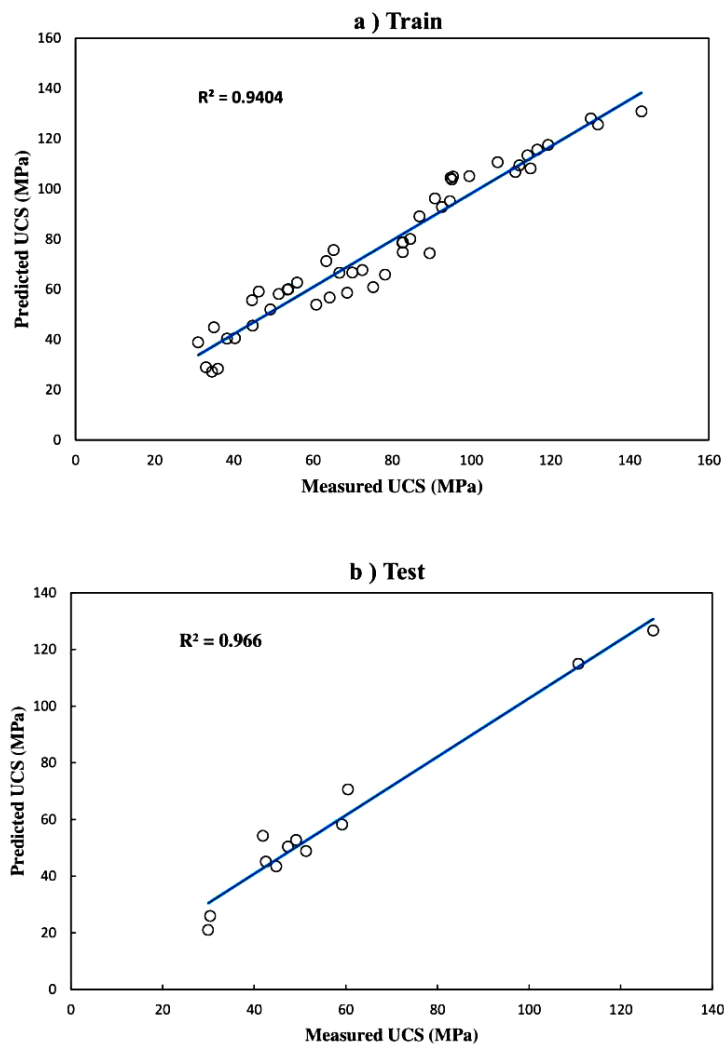 a ) Train
160
140
120
100
80
60
40
20
0
R² = 0.9404
Predicted UCS (MPa)
0 20 40 60 80 100 120 140 160
Measured UCS (MPa)
b ) Test
140
120
100
80
60
40
20
0
R² = 0.966
Predicted UCS (MPa)
0 20 40 60 80 100 120 140
Measured UCS (MPa)